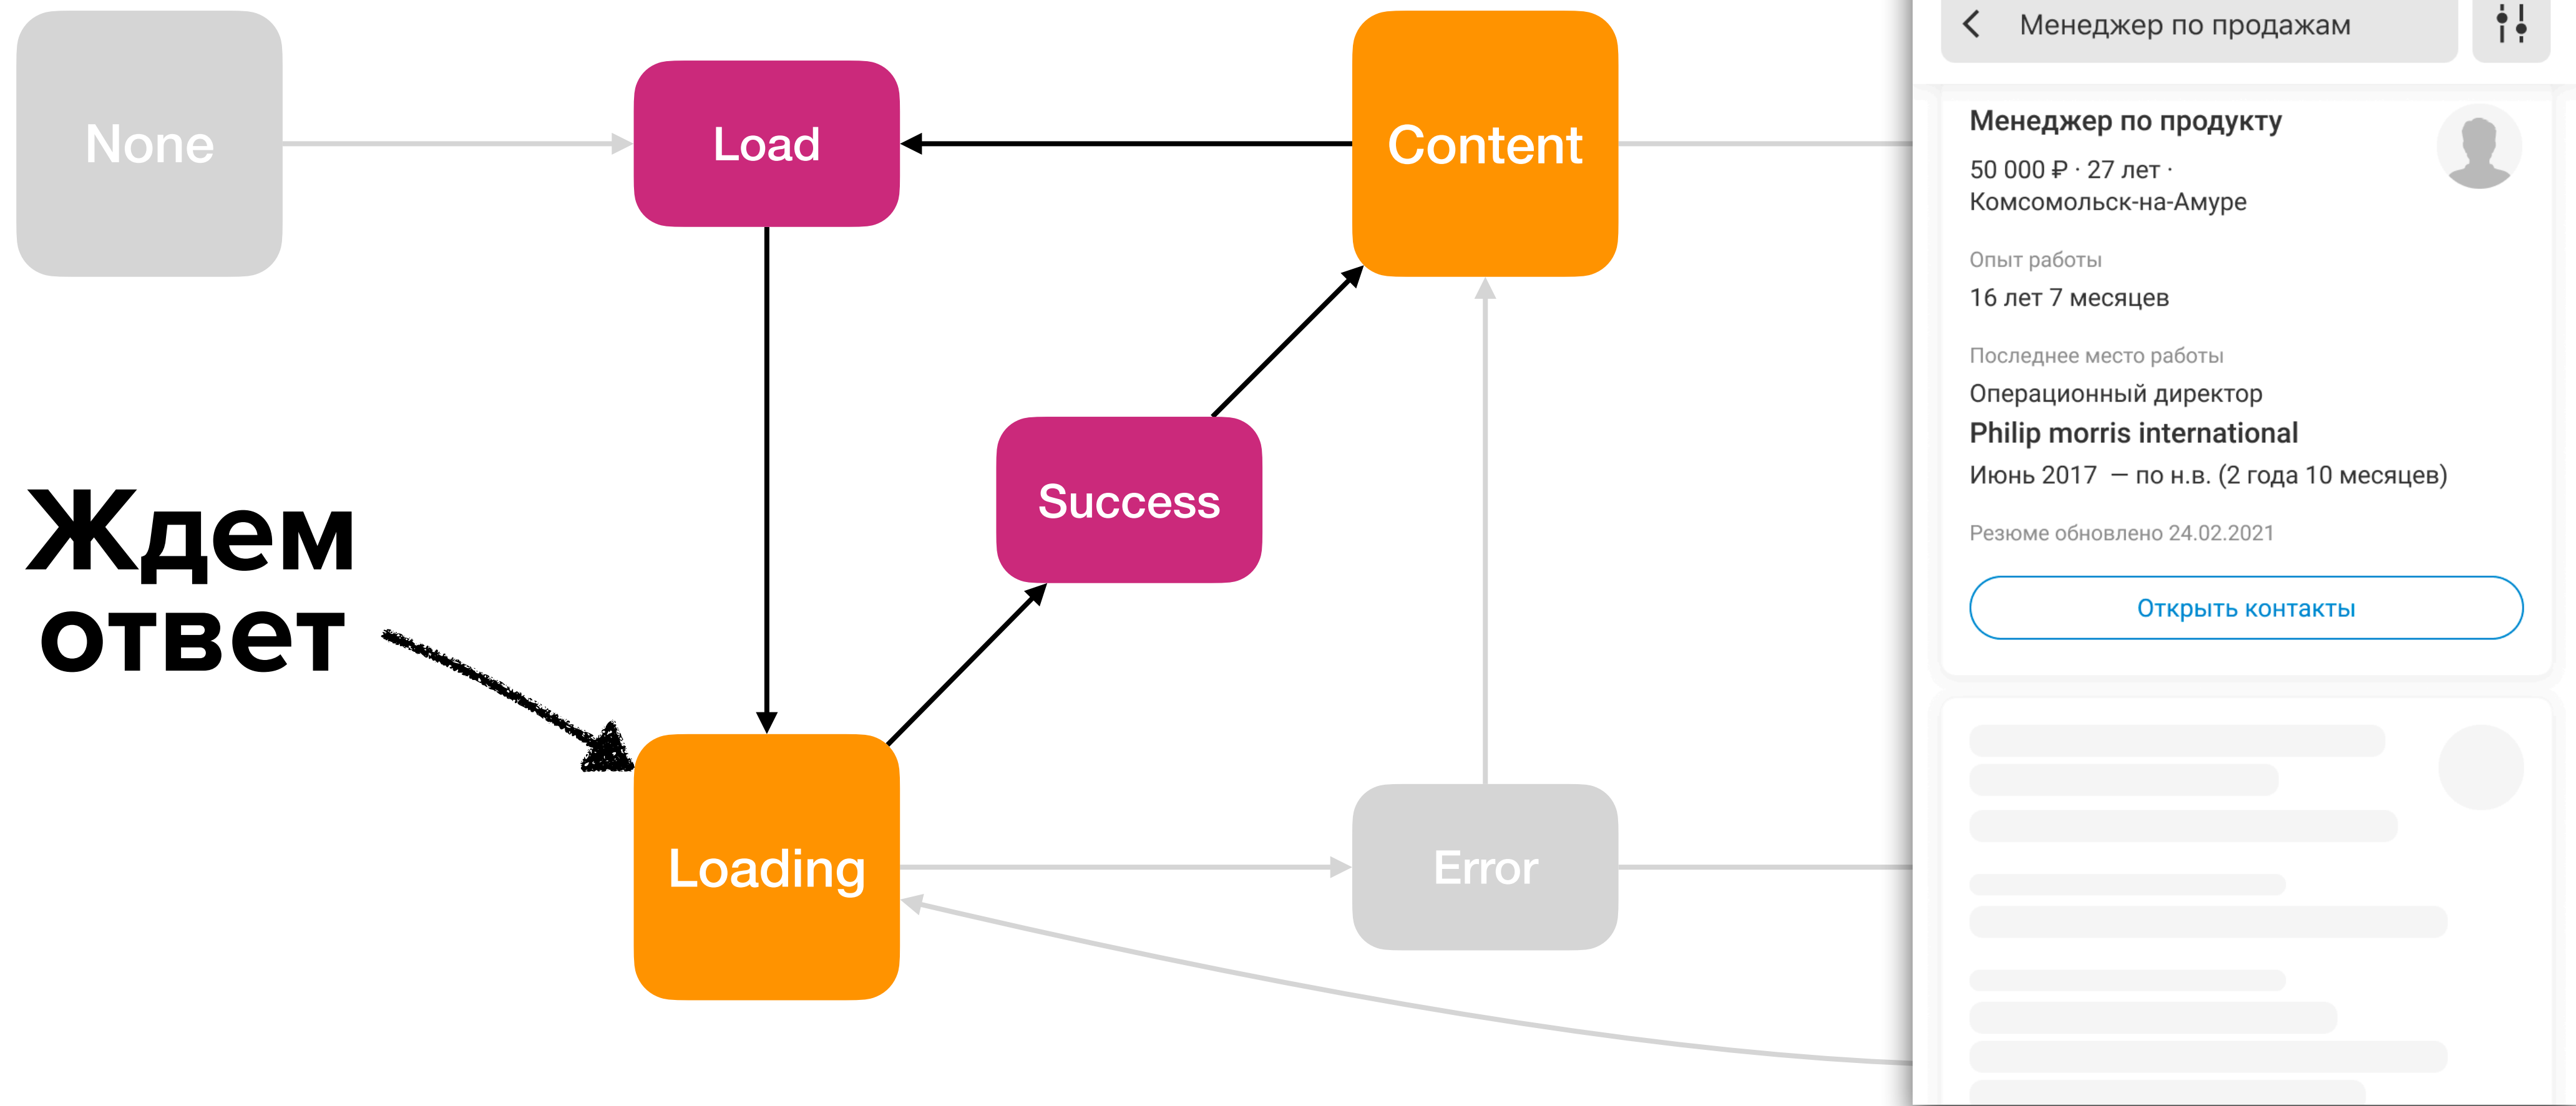 None
Load
Content
Success
Ждем
ответ
Loading
Error
Менеджер по продажам
Менеджер по продукту
50 000 ₽ · 27 лет ·
Комсомольск-на-Амуре
Опыт работы
16 лет 7 месяцев
Последнее место работы
Операционный директор
Philip morris international
Июнь 2017 — по н.в. (2 года 10 месяцев)
Резюме обновлено 24.02.2021
Открыть контакты